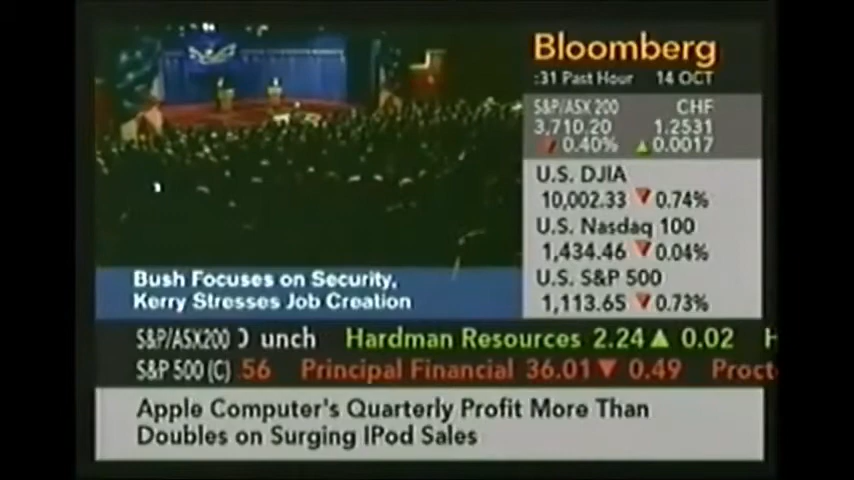 Bloomberg
:31 Past Hour 14 OCT
S&P/ASX 200 CHF
3,710.20 1.2531
▼ 0.40% ▲ 0.0017
U.S. DJIA
10,002.33 ▼ 0.74%
U.S. Nasdaq 100
1,434.46 ▼ 0.04%
U.S. S&P 500
1,113.65 ▼ 0.73%
Bush Focuses on Security,
Kerry Stresses Job Creation
S&P/ASX200 unch Hardman Resources 2.24 ▲ 0.02 H
S&P 500 (C) .56 Principal Financial 36.01 ▼ 0.49 Proct
Apple Computer's Quarterly Profit More Than
Doubles on Surging IPod Sales